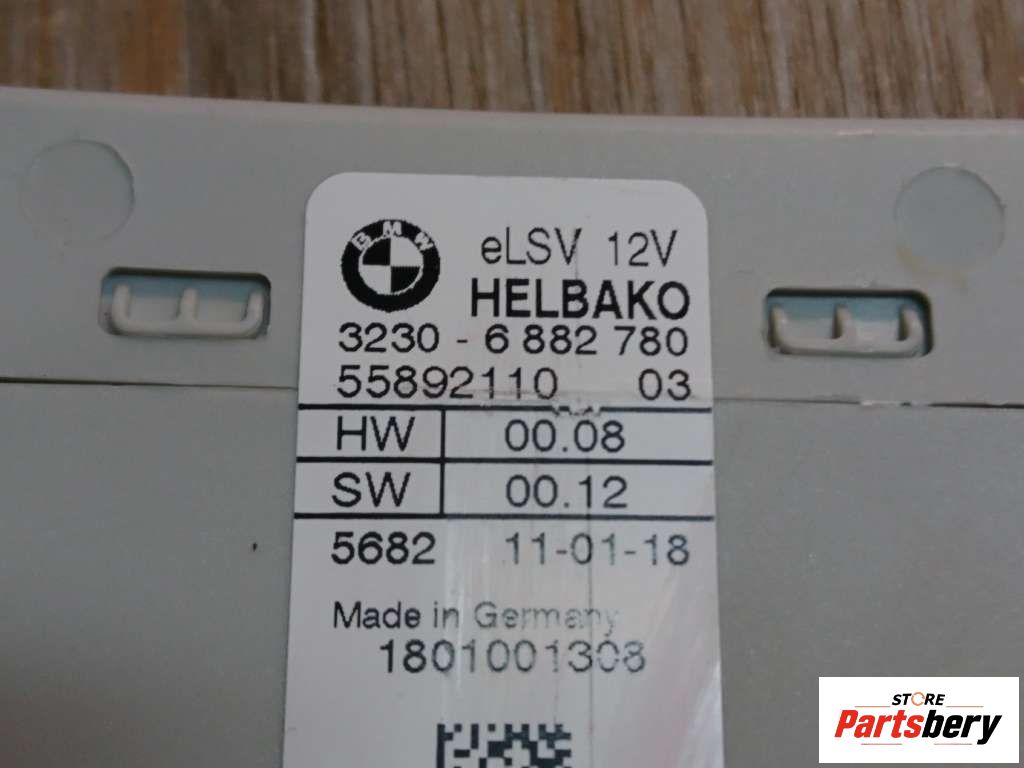 BMW
eLSV 12V
HELBAKO
3230 - 6 882 780
55892110 03
HW 00.08
SW 00.12
5682 11-01-18
Made in Germany
1801001308
STORE
Partsbery